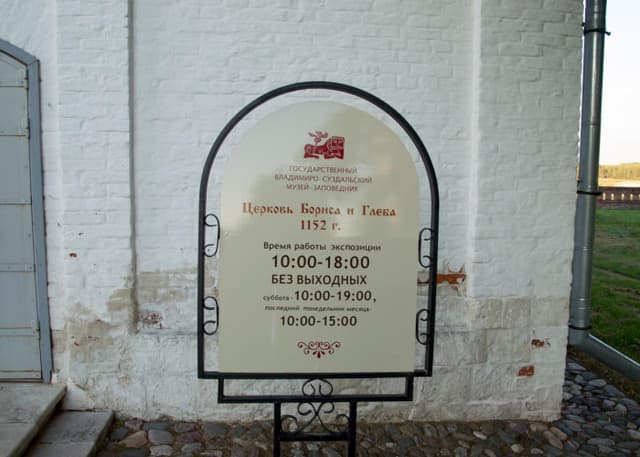 ГОСУДАРСТВЕННЫЙ
ВЛАДИМИРО-СУЗДАЛЬСКИЙ
МУЗЕЙ-ЗАПОВЕДНИК
Церковь Бориса и Глеба
1152 г.
Время работы экспозиции
10:00-18:00
БЕЗ ВЫХОДНЫХ
суббота-10:00-19:00,
последний понедельник месяца-
10:00-15:00